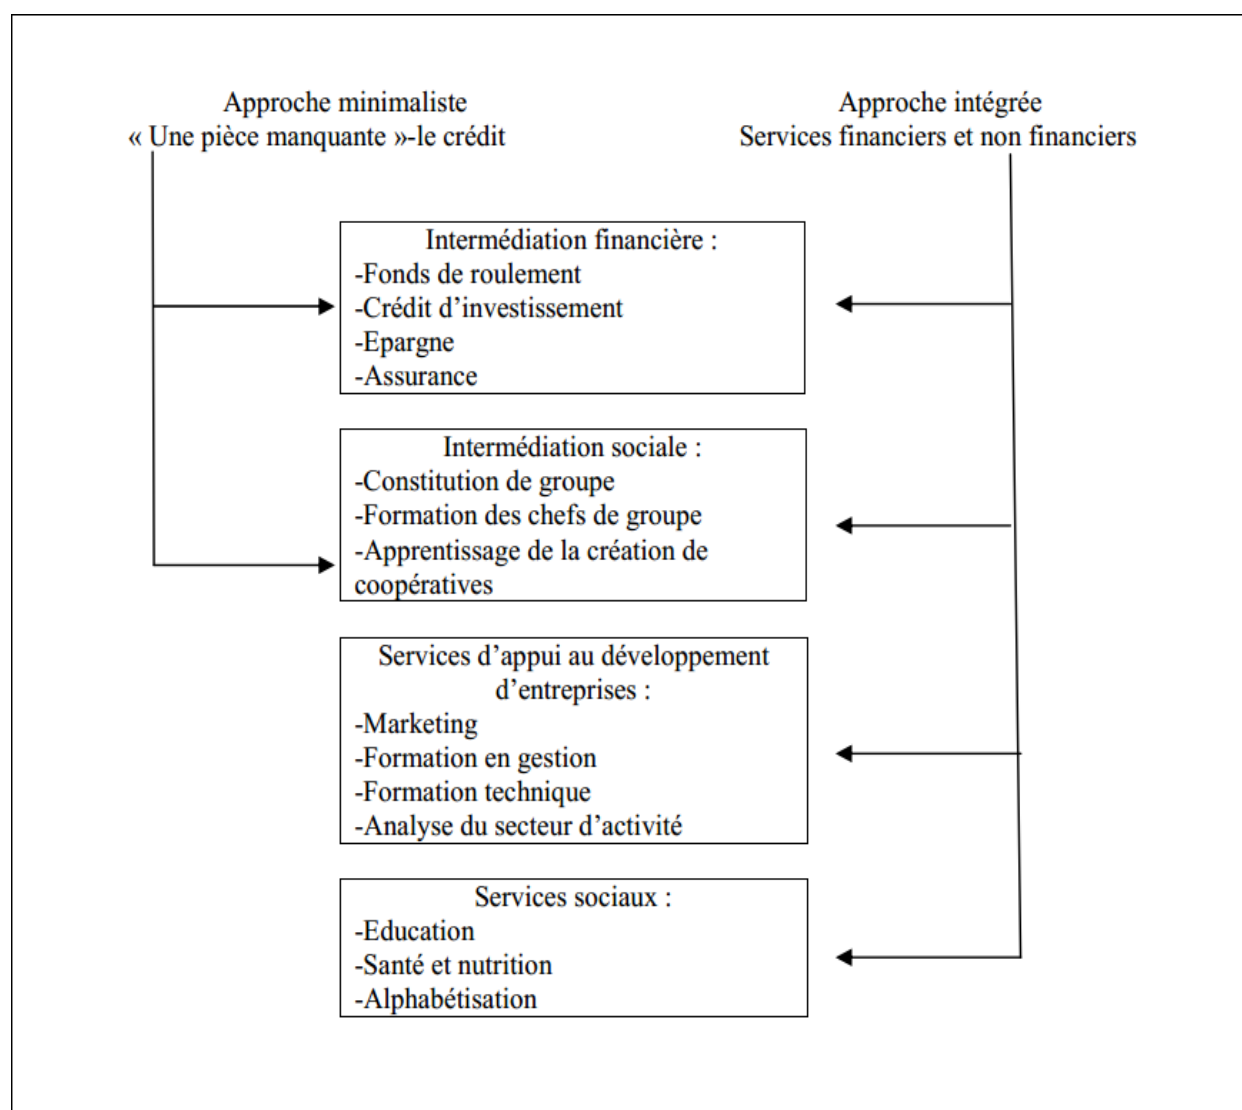 Approche minimaliste
« Une pièce manquante »-le crédit
Approche intégrée
Services financiers et non financiers
Intermédiation financière :
-Fonds de roulement
-Crédit d’investissement
-Epargne
-Assurance
Intermédiation sociale :
-Constitution de groupe
-Formation des chefs de groupe
-Apprentissage de la création de
coopératives
Services d’appui au développement
d’entreprises :
-Marketing
-Formation en gestion
-Formation technique
-Analyse du secteur d’activité
Services sociaux :
-Education
-Santé et nutrition
-Alphabétisation